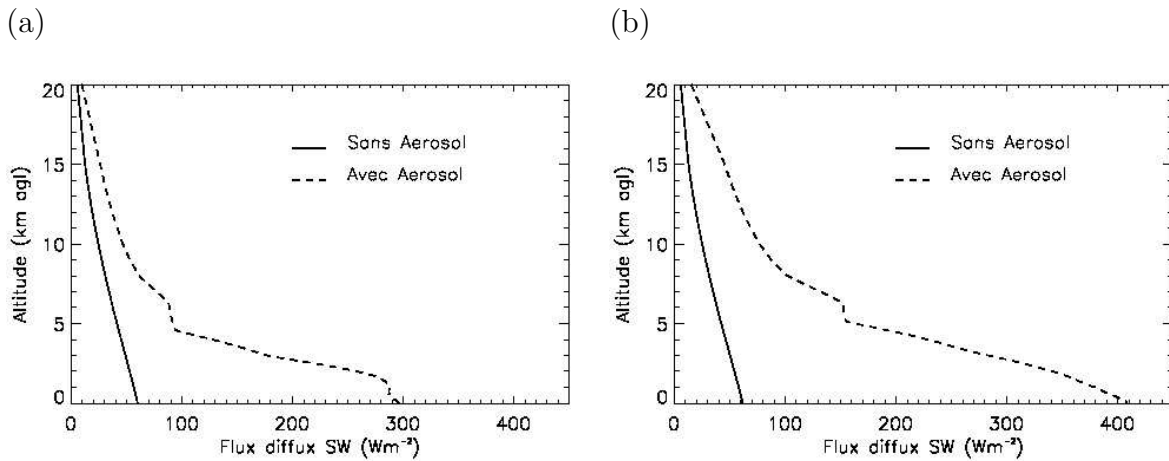 (a)
(b)
20
15
10
5
0
Altitude (km agl)
Sans Aerosol
Avec Aerosol
0 100 200 300 400
Flux diffux SW (Wm⁻²)
20
15
10
5
0
Altitude (km agl)
Sans Aerosol
Avec Aerosol
0 100 200 300 400
Flux diffux SW (Wm⁻²)